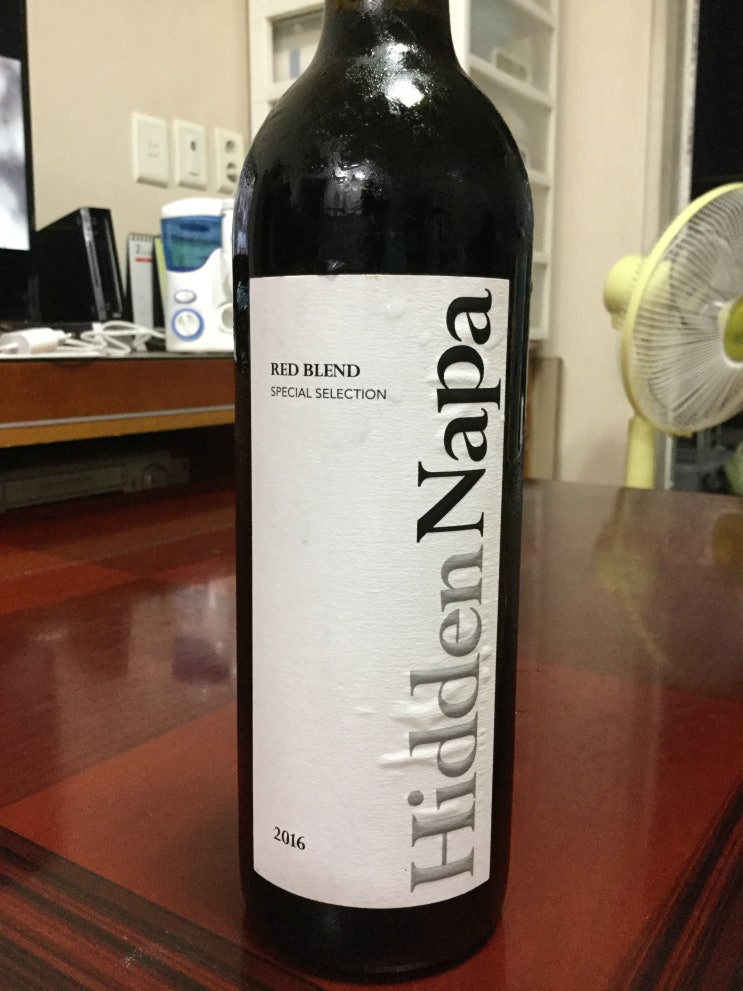 RED BLEND
SPECIAL SELECTION
Hidden Napa
2016